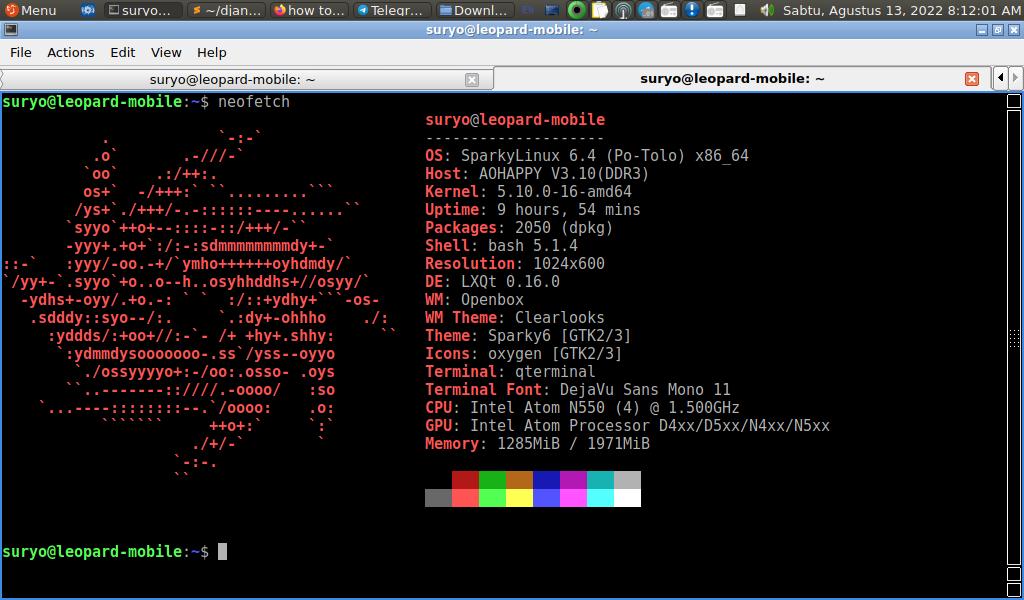 Menu suryo... ~/djan... how to... Telegr... Downl... Sabtu, Agustus 13, 2022 8:12:01 AM
suryo@leopard-mobile: ~
File Actions Edit View Help
suryo@leopard-mobile: ~ suryo@leopard-mobile: ~
suryo@leopard-mobile:~$ neofetch
suryo@leopard-mobile
--------------------
OS: SparkyLinux 6.4 (Po-Tolo) x86_64
Host: AOHAPPY V3.10(DDR3)
Kernel: 5.10.0-16-amd64
Uptime: 9 hours, 54 mins
Packages: 2050 (dpkg)
Shell: bash 5.1.4
Resolution: 1024x600
DE: LXQt 0.16.0
WM: Openbox
WM Theme: Clearlooks
Theme: Sparky6 [GTK2/3]
Icons: oxygen [GTK2/3]
Terminal: qterminal
Terminal Font: DejaVu Sans Mono 11
CPU: Intel Atom N550 (4) @ 1.500GHz
GPU: Intel Atom Processor D4xx/D5xx/N4xx/N5xx
Memory: 1285MiB / 1971MiB
suryo@leopard-mobile:~$